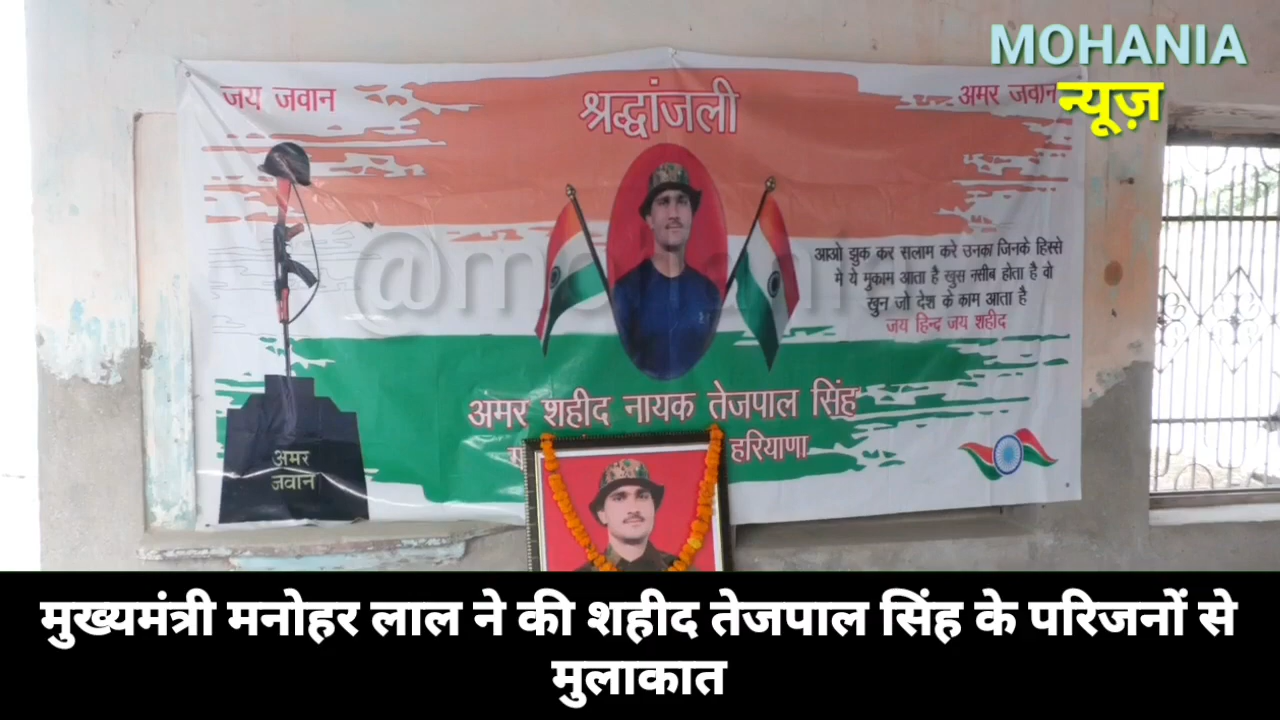 MOHANIA
न्यूज़
जय जवान
श्रद्धांजली
अमर जवान
आओ झुक कर सलाम करे उनका जिनके हिस्से
मे ये मुकाम आता है खुस नसीब होता है वो
खुन जो देश के काम आता है
जय हिन्द जय शहीद
अमर शहीद नायक तेजपाल सिंह
हरियाणा
अमर
जवान
मुख्यमंत्री मनोहर लाल ने की शहीद तेजपाल सिंह के परिजनों से
मुलाकात